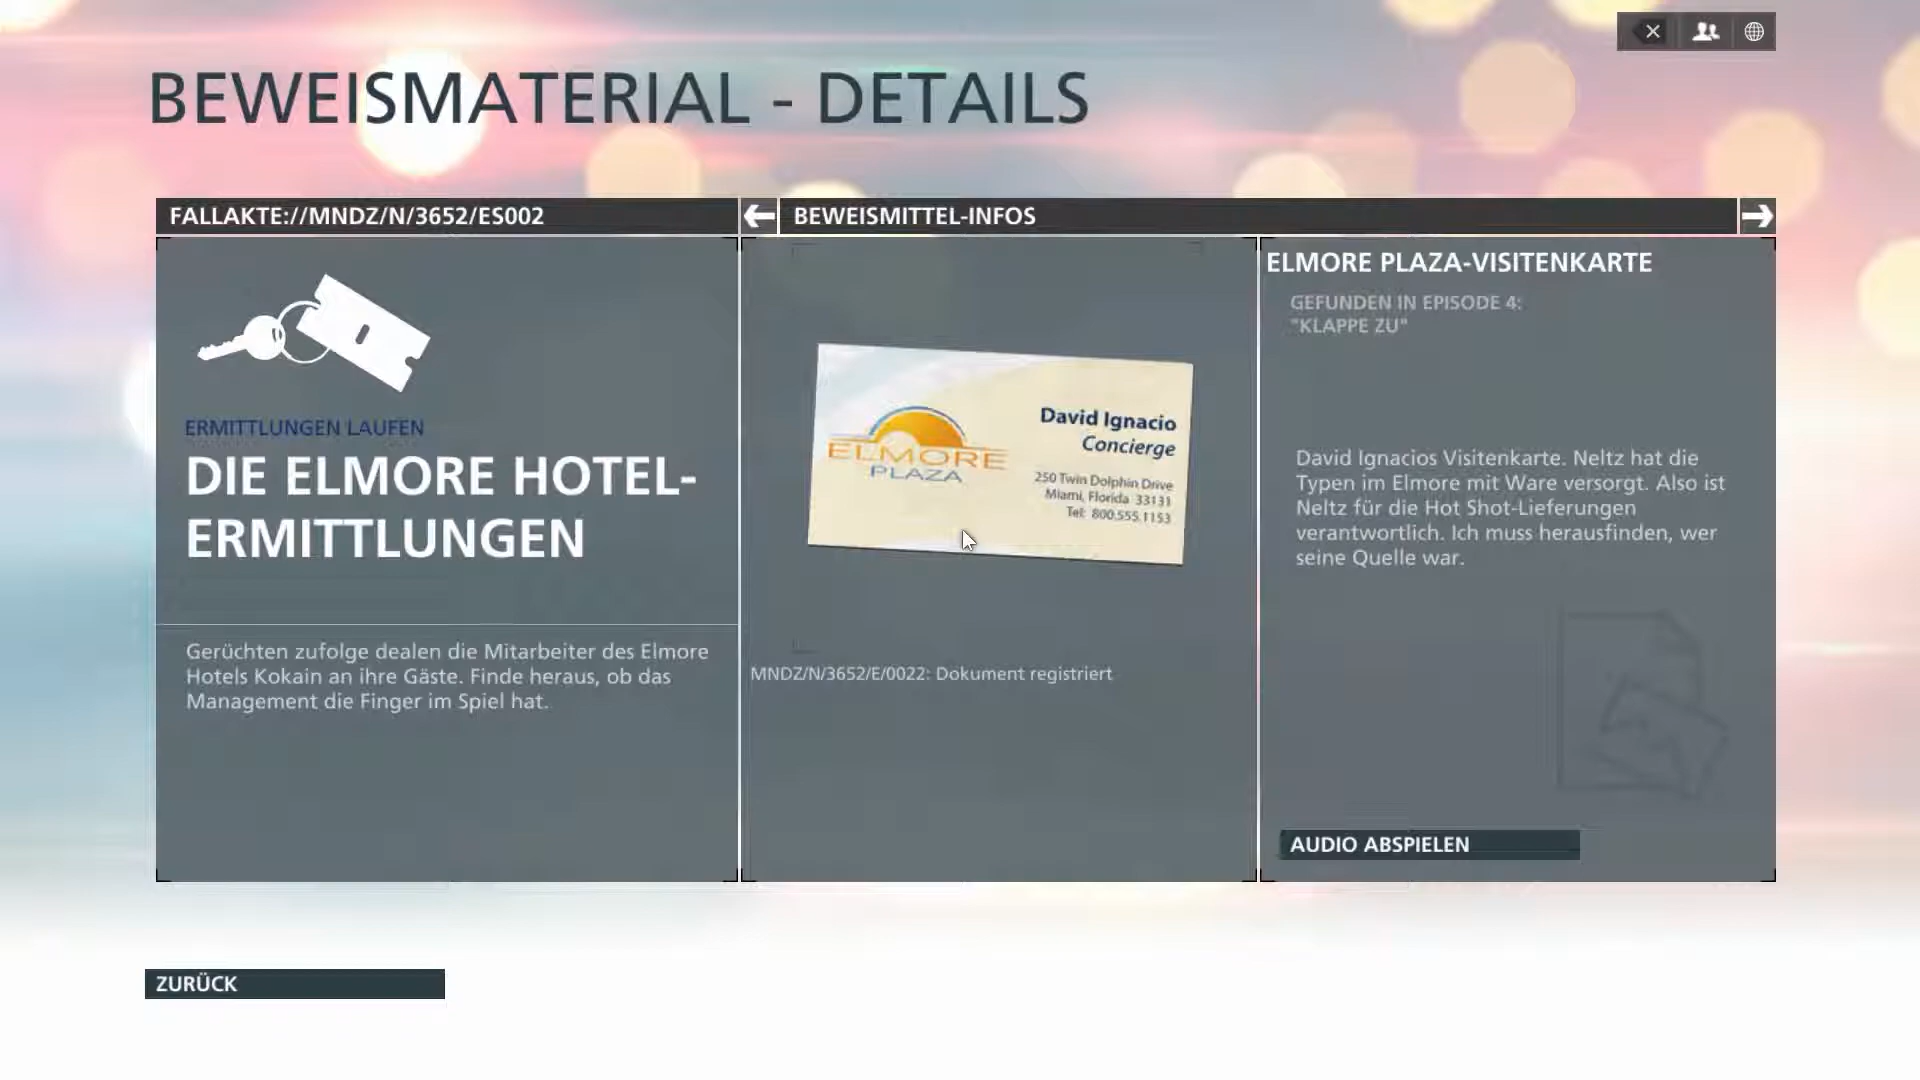 BEWEISMATERIAL - DETAILS
FALLAKTE://MNDZ/N/3652/ES002
BEWEISMITTEL-INFOS
ERMITTLUNGEN LAUFEN
DIE ELMORE HOTEL-
ERMITTLUNGEN
Gerüchten zufolge dealen die Mitarbeiter des Elmore
Hotels Kokain an ihre Gäste. Finde heraus, ob das
Management die Finger im Spiel hat.
ELMORE
PLAZA
David Ignacio
Concierge
250 Twin Dolphin Drive
Miami, Florida 33131
Tel: 800.555.1153
MNDZ/N/3652/E/0022: Dokument registriert
ELMORE PLAZA-VISITENKARTE
GEFUNDEN IN EPISODE 4:
"KLAPPE ZU"
David Ignacios Visitenkarte. Neltz hat die
Typen im Elmore mit Ware versorgt. Also ist
Neltz für die Hot Shot-Lieferungen
verantwortlich. Ich muss herausfinden, wer
seine Quelle war.
AUDIO ABSPIELEN
ZURÜCK